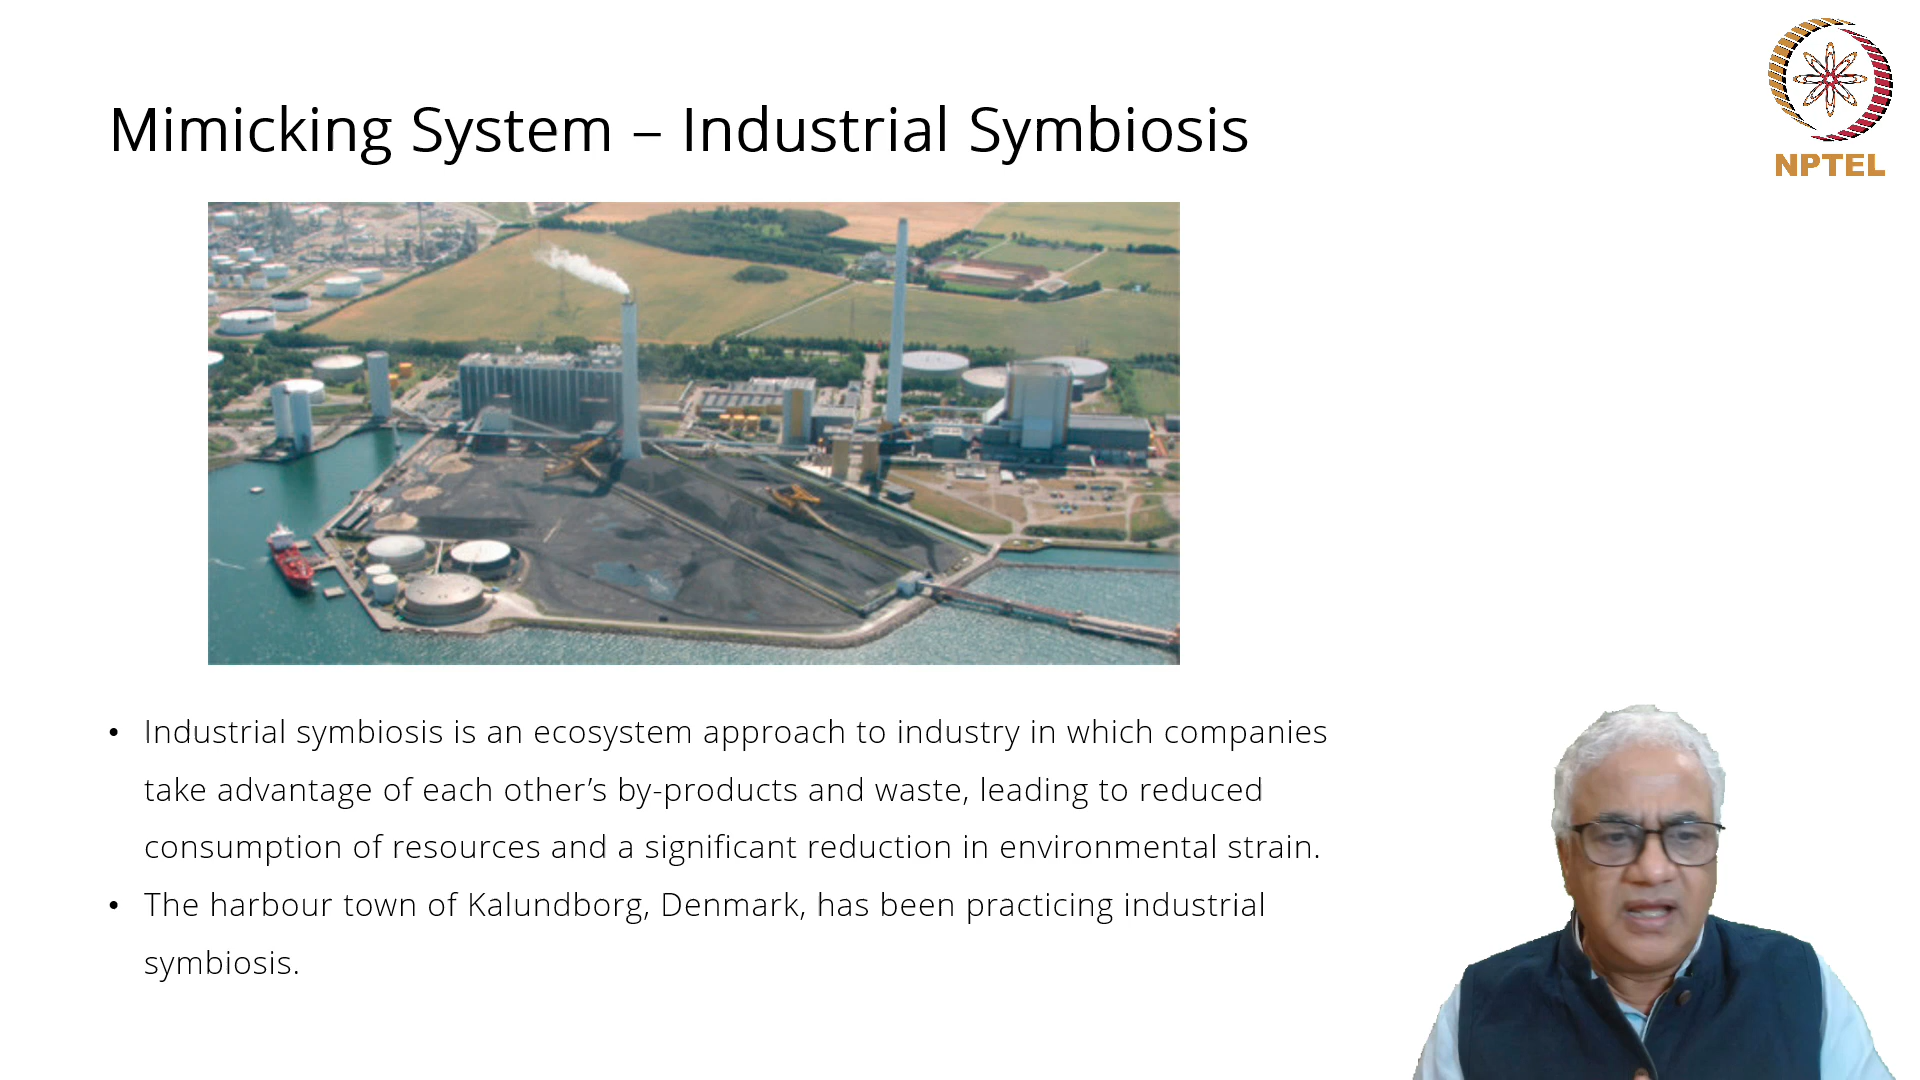 NPTEL
Mimicking System – Industrial Symbiosis
• Industrial symbiosis is an ecosystem approach to industry in which companies
take advantage of each other’s by-products and waste, leading to reduced
consumption of resources and a significant reduction in environmental strain.
• The harbour town of Kalundborg, Denmark, has been practicing industrial
symbiosis.